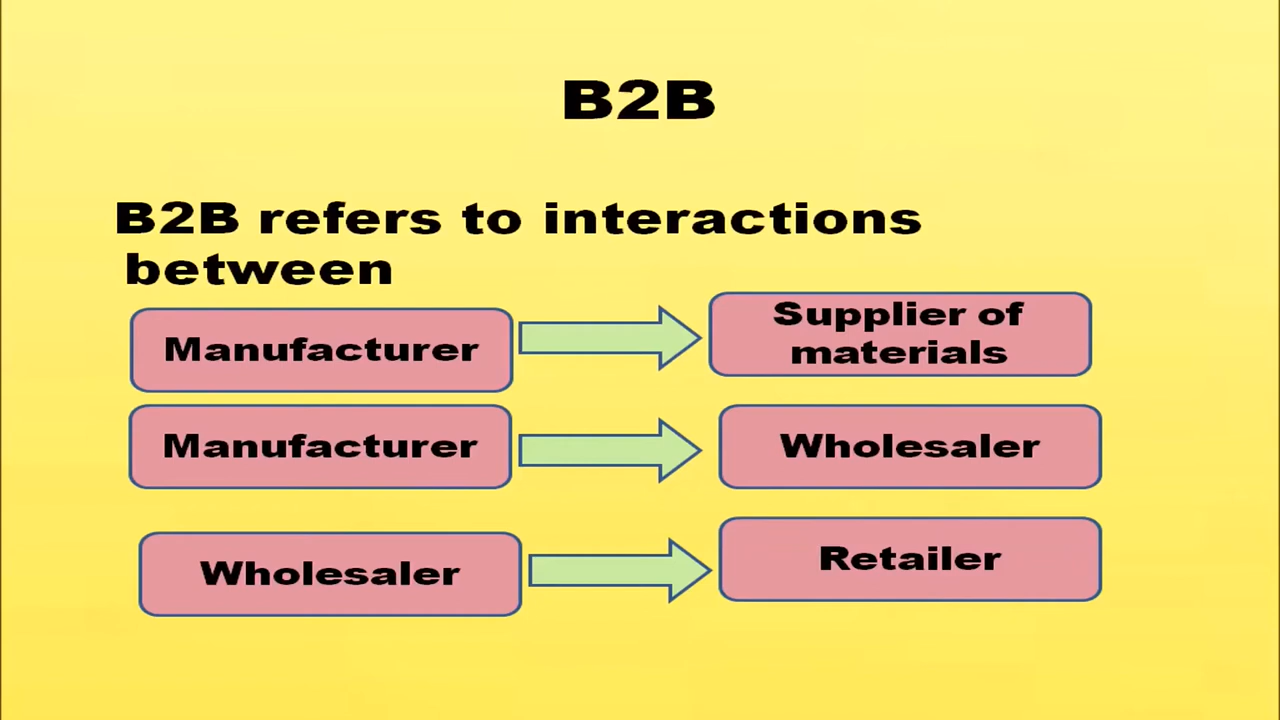 B2B
B2B refers to interactions
between
Manufacturer
Supplier of
materials
Manufacturer
Wholesaler
Wholesaler
Retailer